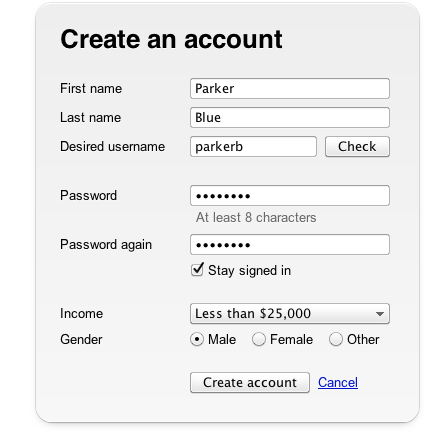 Create an account
First name Parker
Last name Blue
Desired username parkerb Check
Password ••••••••
At least 8 characters
Password again ••••••••
Stay signed in
Income Less than $25,000
Gender Male Female Other
Create account Cancel